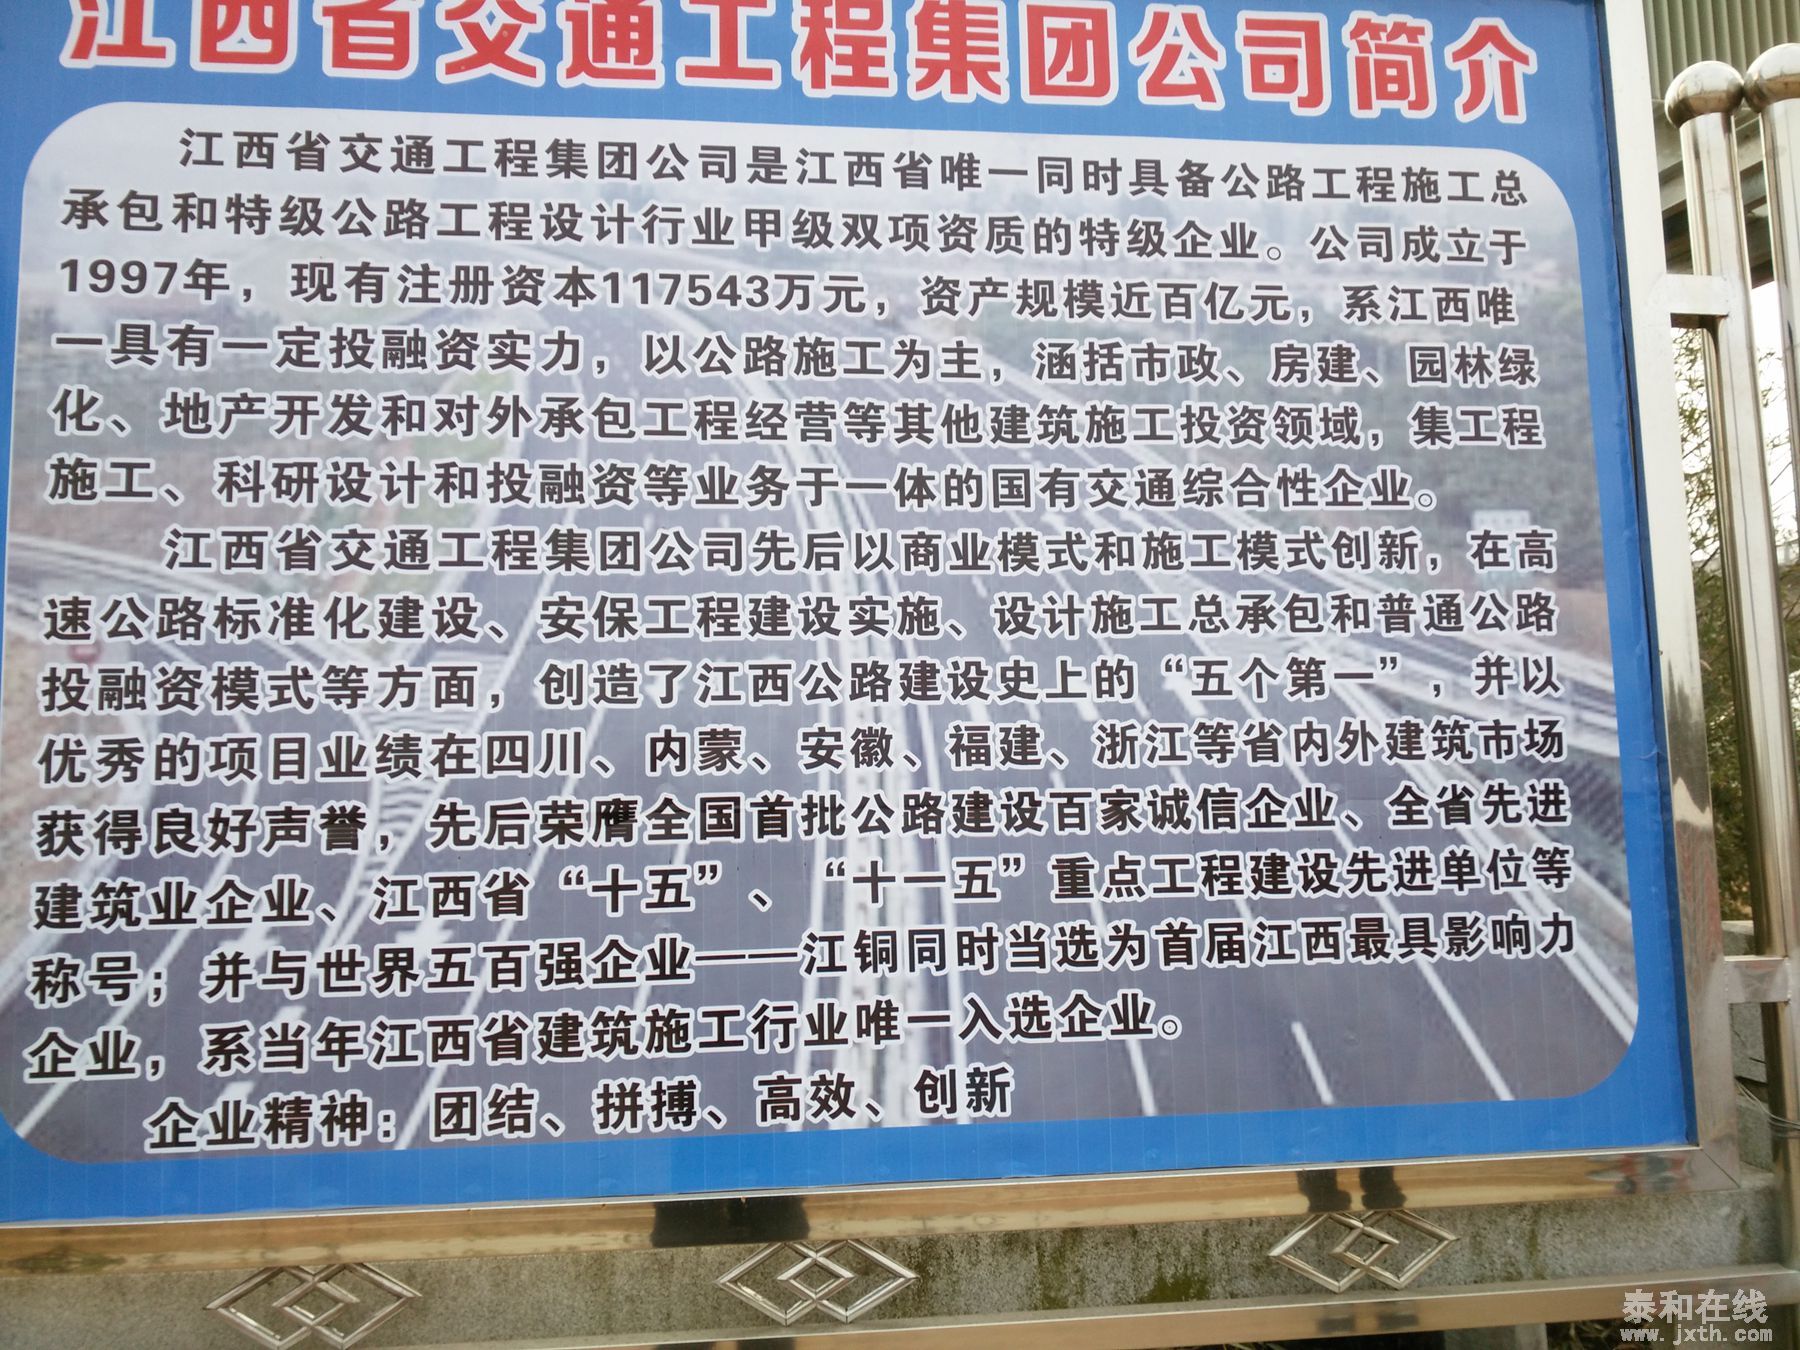 江西省交通工程集团公司简介
江西省交通工程集团公司是江西省唯一同时具备公路工程施工总
承包和特级公路工程设计行业甲级双项资质的特级企业。公司成立于
1997年，现有注册资本117543万元，资产规模近百亿元，系江西唯
一具有一定投融资实力，以公路施工为主，涵括市政、房建、园林绿
化、地产开发和对外承包工程经营等其他建筑施工投资领域，集工程
施工、科研设计和投融资等业务于一体的国有交通综合性企业。
江西省交通工程集团公司先后以商业模式和施工模式创新，在高
速公路标准化建设、安保工程建设实施、设计施工总承包和普通公路
投融资模式等方面，创造了江西公路建设史上的“五个第一”，并以
优秀的项目业绩在四川、内蒙、安徽、福建、浙江等省内外建筑市场
获得良好声誉，先后荣膺全国首批公路建设百家诚信企业、全省先进
建筑业企业、江西省“十五”、“十一五”重点工程建设先进单位等
称号；并与世界五百强企业——江铜同时当选为首届江西最具影响力
企业，系当年江西省建筑施工行业唯一入选企业。
企业精神：团结、拼搏、高效、创新
泰和在线
www.jxth.com